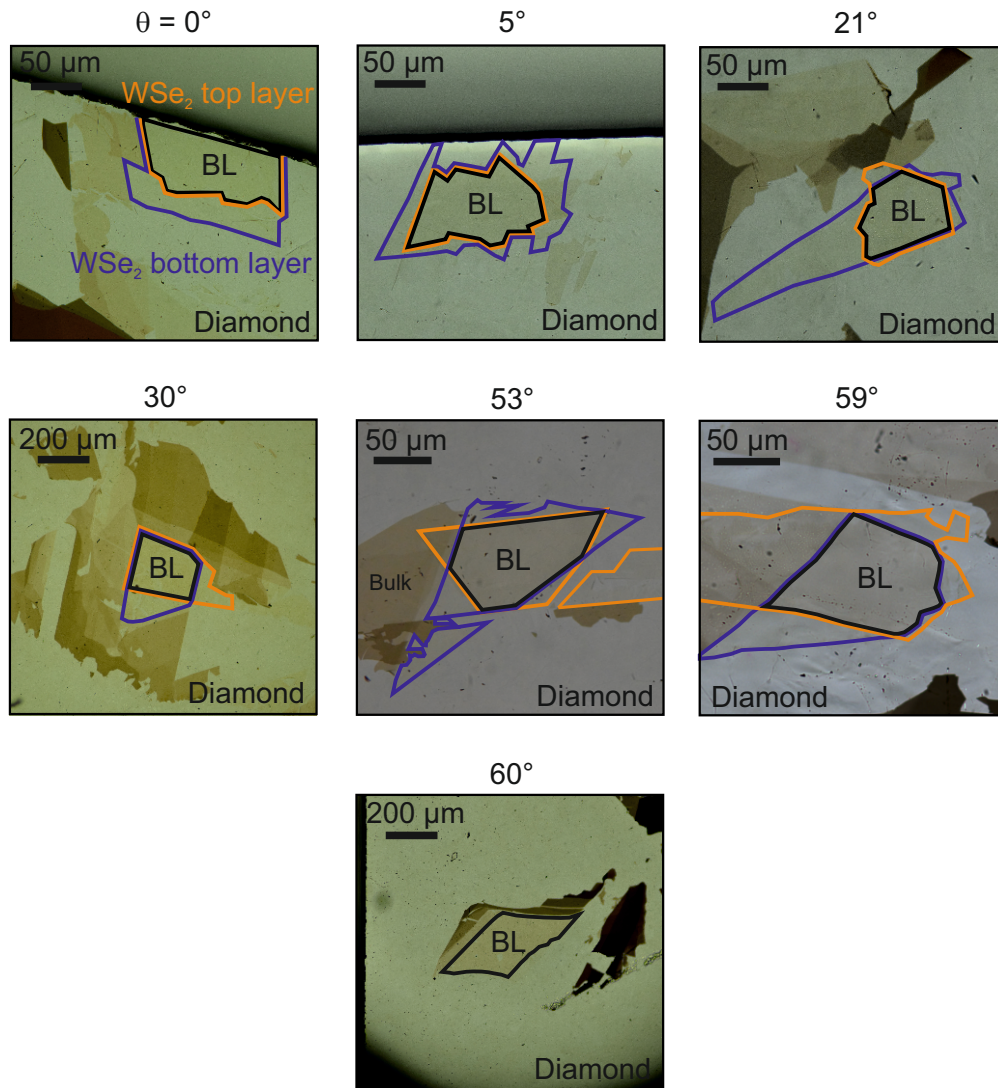 θ = 0°
5°
21°
50 µm
50 µm
50 µm
WSe₂ top layer
BL
BL
BL
WSe₂ bottom layer
Diamond
Diamond
Diamond
30°
53°
59°
200 µm
50 µm
50 µm
BL
BL
BL
Bulk
Diamond
Diamond
Diamond
60°
200 µm
BL
Diamond